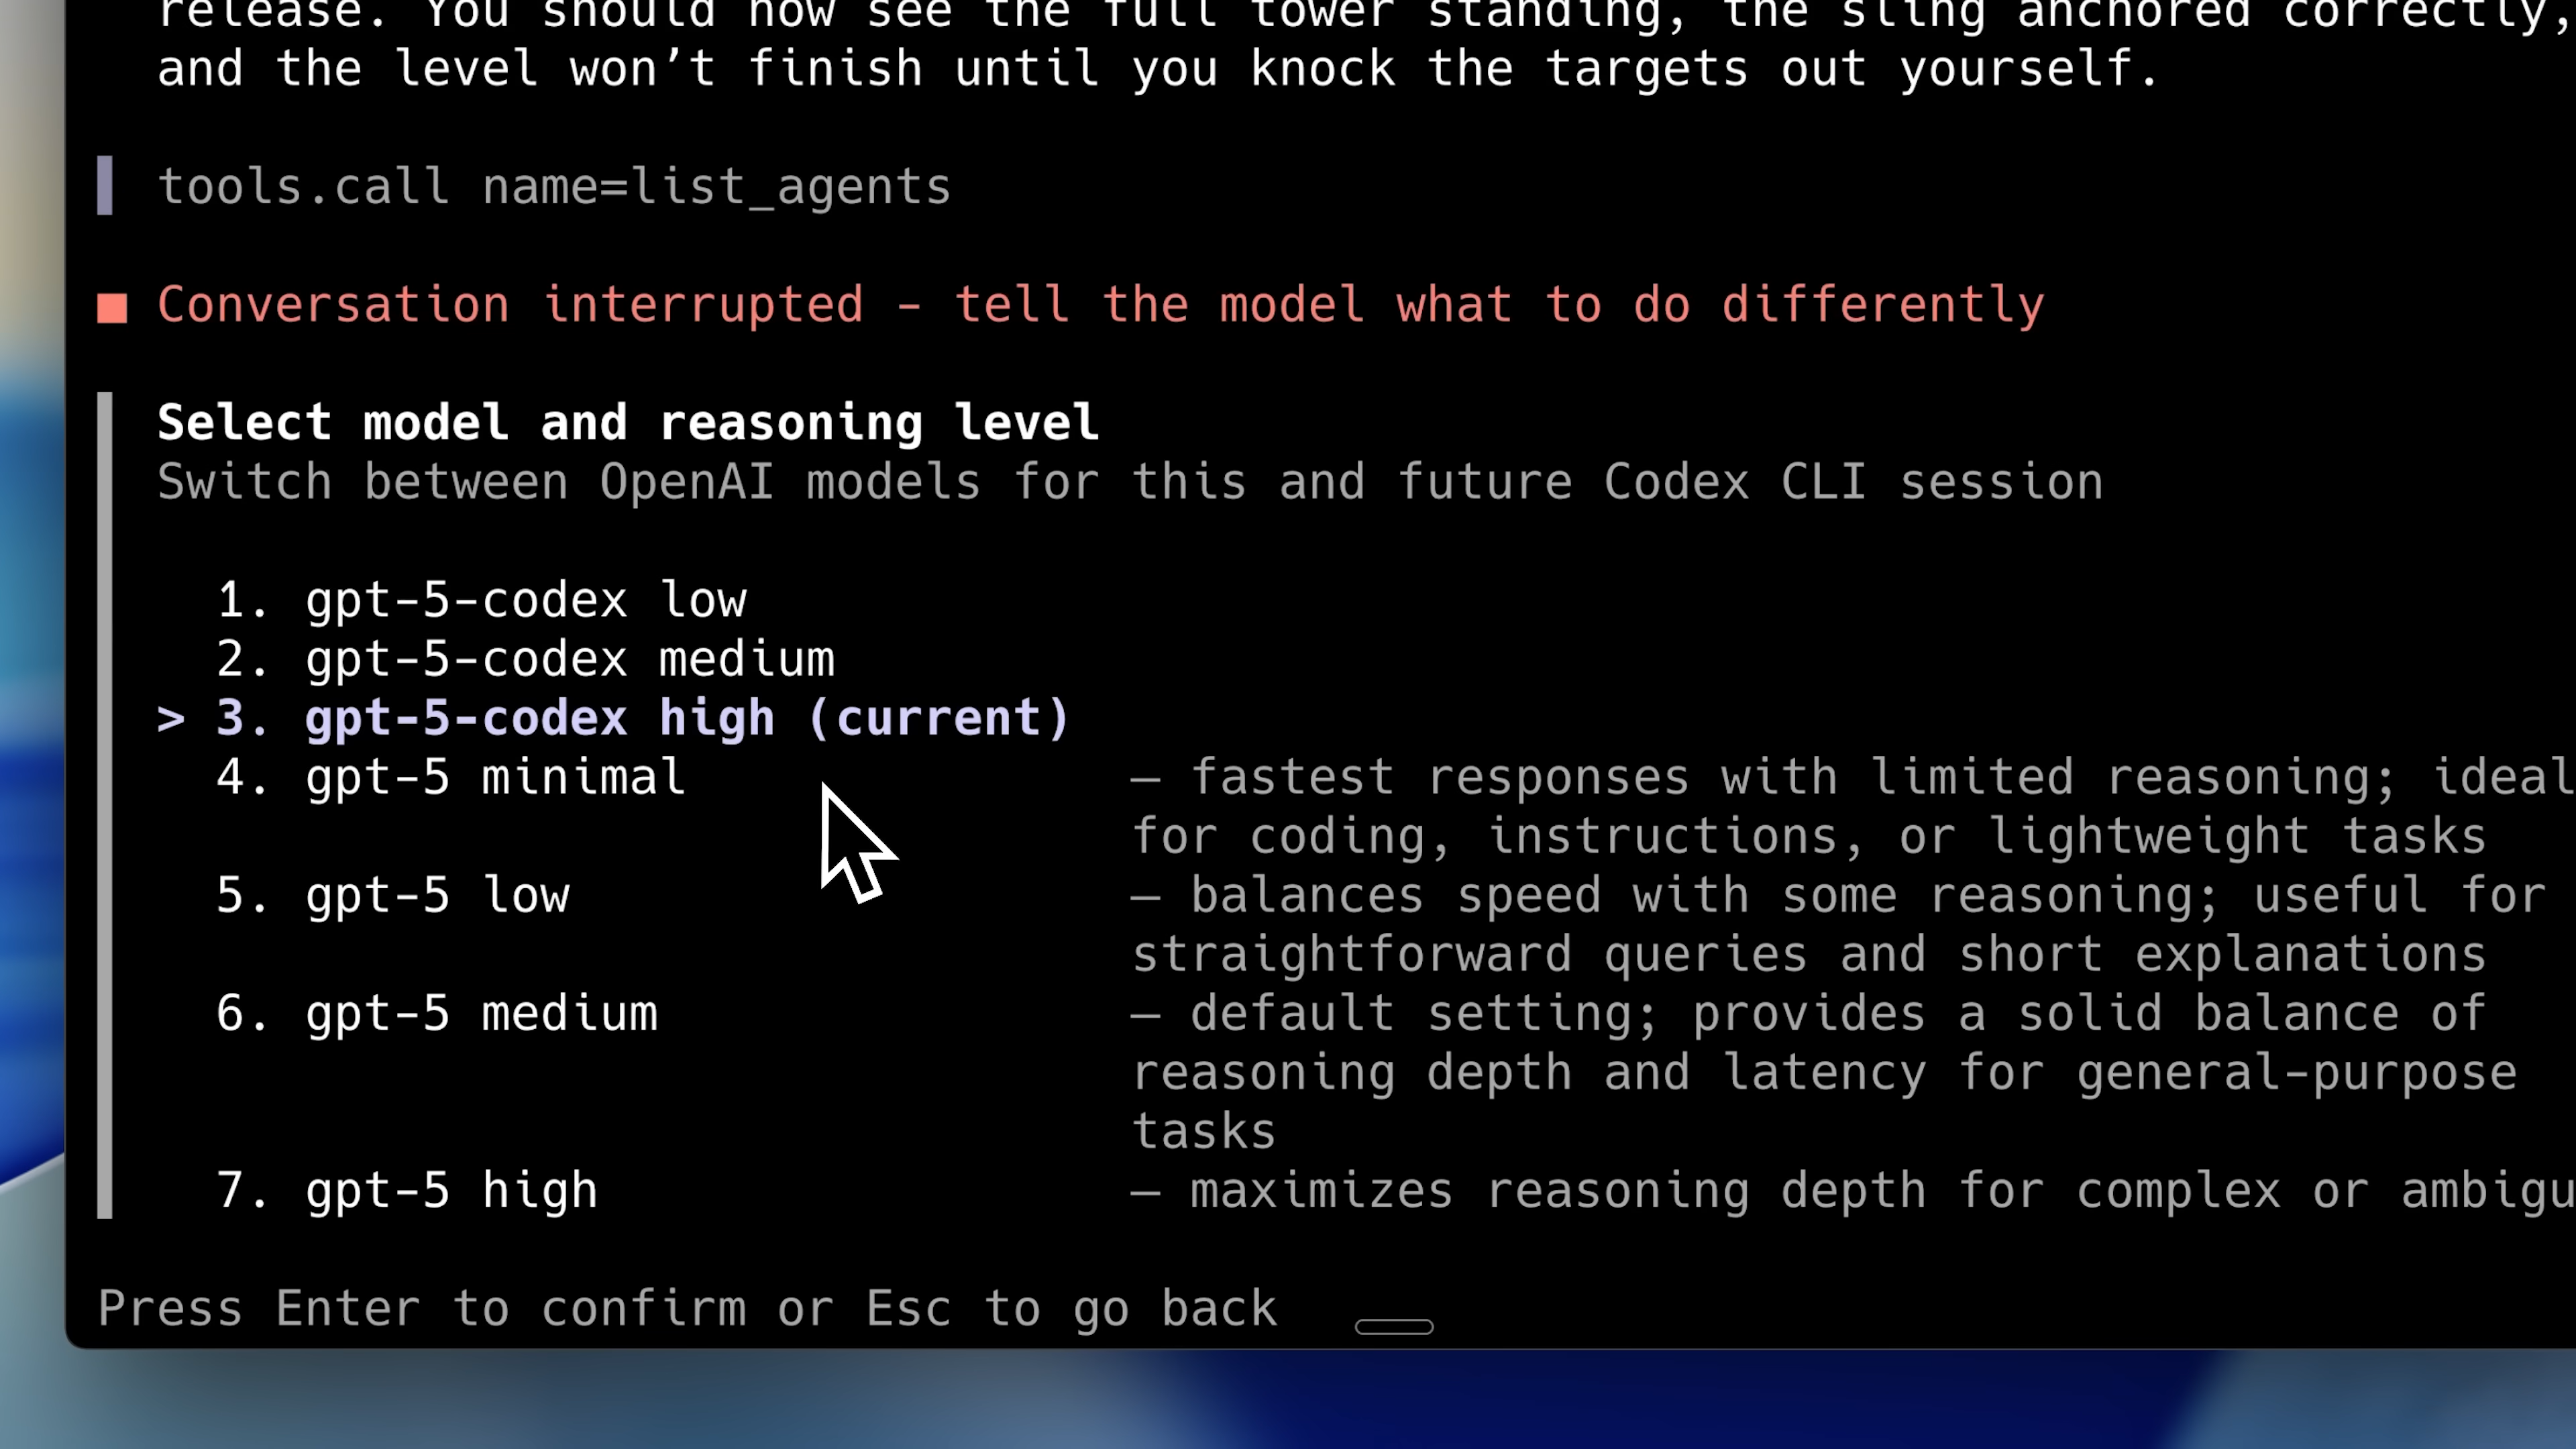 release. You should now see the full tower standing, the sling anchored correctly,
and the level won’t finish until you knock the targets out yourself.
tools.call name=list_agents
Conversation interrupted - tell the model what to do differently
Select model and reasoning level
Switch between OpenAI models for this and future Codex CLI session
1. gpt-5-codex low
2. gpt-5-codex medium
> 3. gpt-5-codex high (current)
4. gpt-5 minimal — fastest responses with limited reasoning; ideal
for coding, instructions, or lightweight tasks
5. gpt-5 low — balances speed with some reasoning; useful for
straightforward queries and short explanations
6. gpt-5 medium — default setting; provides a solid balance of
reasoning depth and latency for general-purpose
tasks
7. gpt-5 high — maximizes reasoning depth for complex or ambigu
Press Enter to confirm or Esc to go back